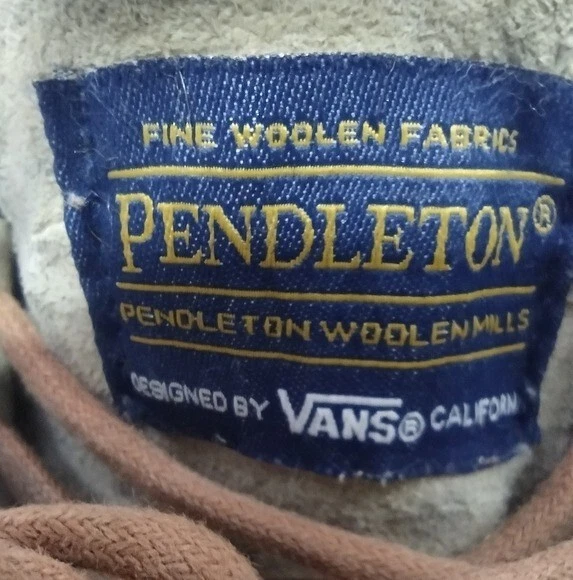 FINE WOOLEN FABRICS
PENDLETON®
PENDLETON WOOLEN MILLS
DESIGNED BY VANS® CALIFORN